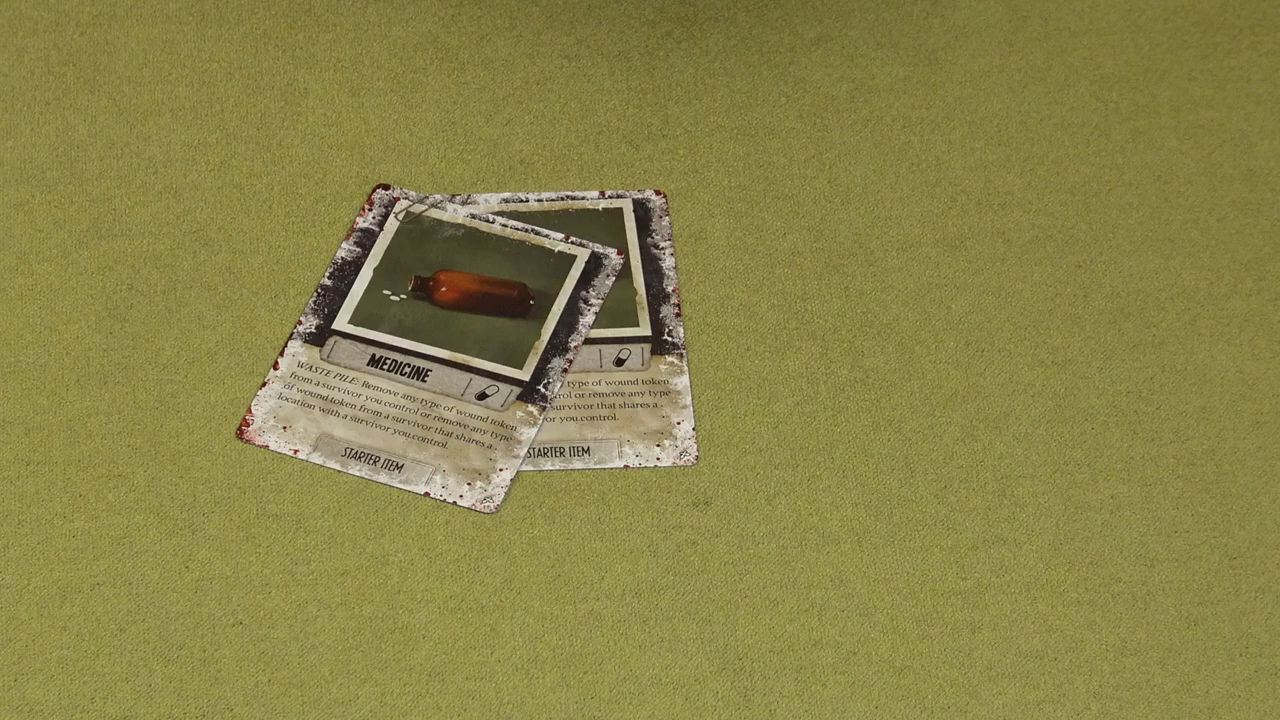 MEDICINE
WASTE PILE: Remove any type of wound token
from a survivor you control or remove any type
of wound token from a survivor that shares a
location with a survivor you control.
STARTER ITEM
type of wound token
or remove any type
survivor that shares a
or you control.
STARTER ITEM